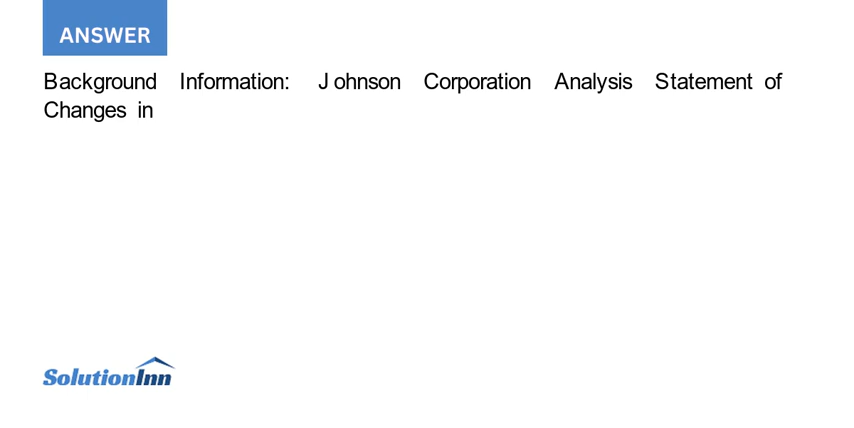 ANSWER
Background Information: Johnson Corporation Analysis Statement of
Changes in
SolutionInn